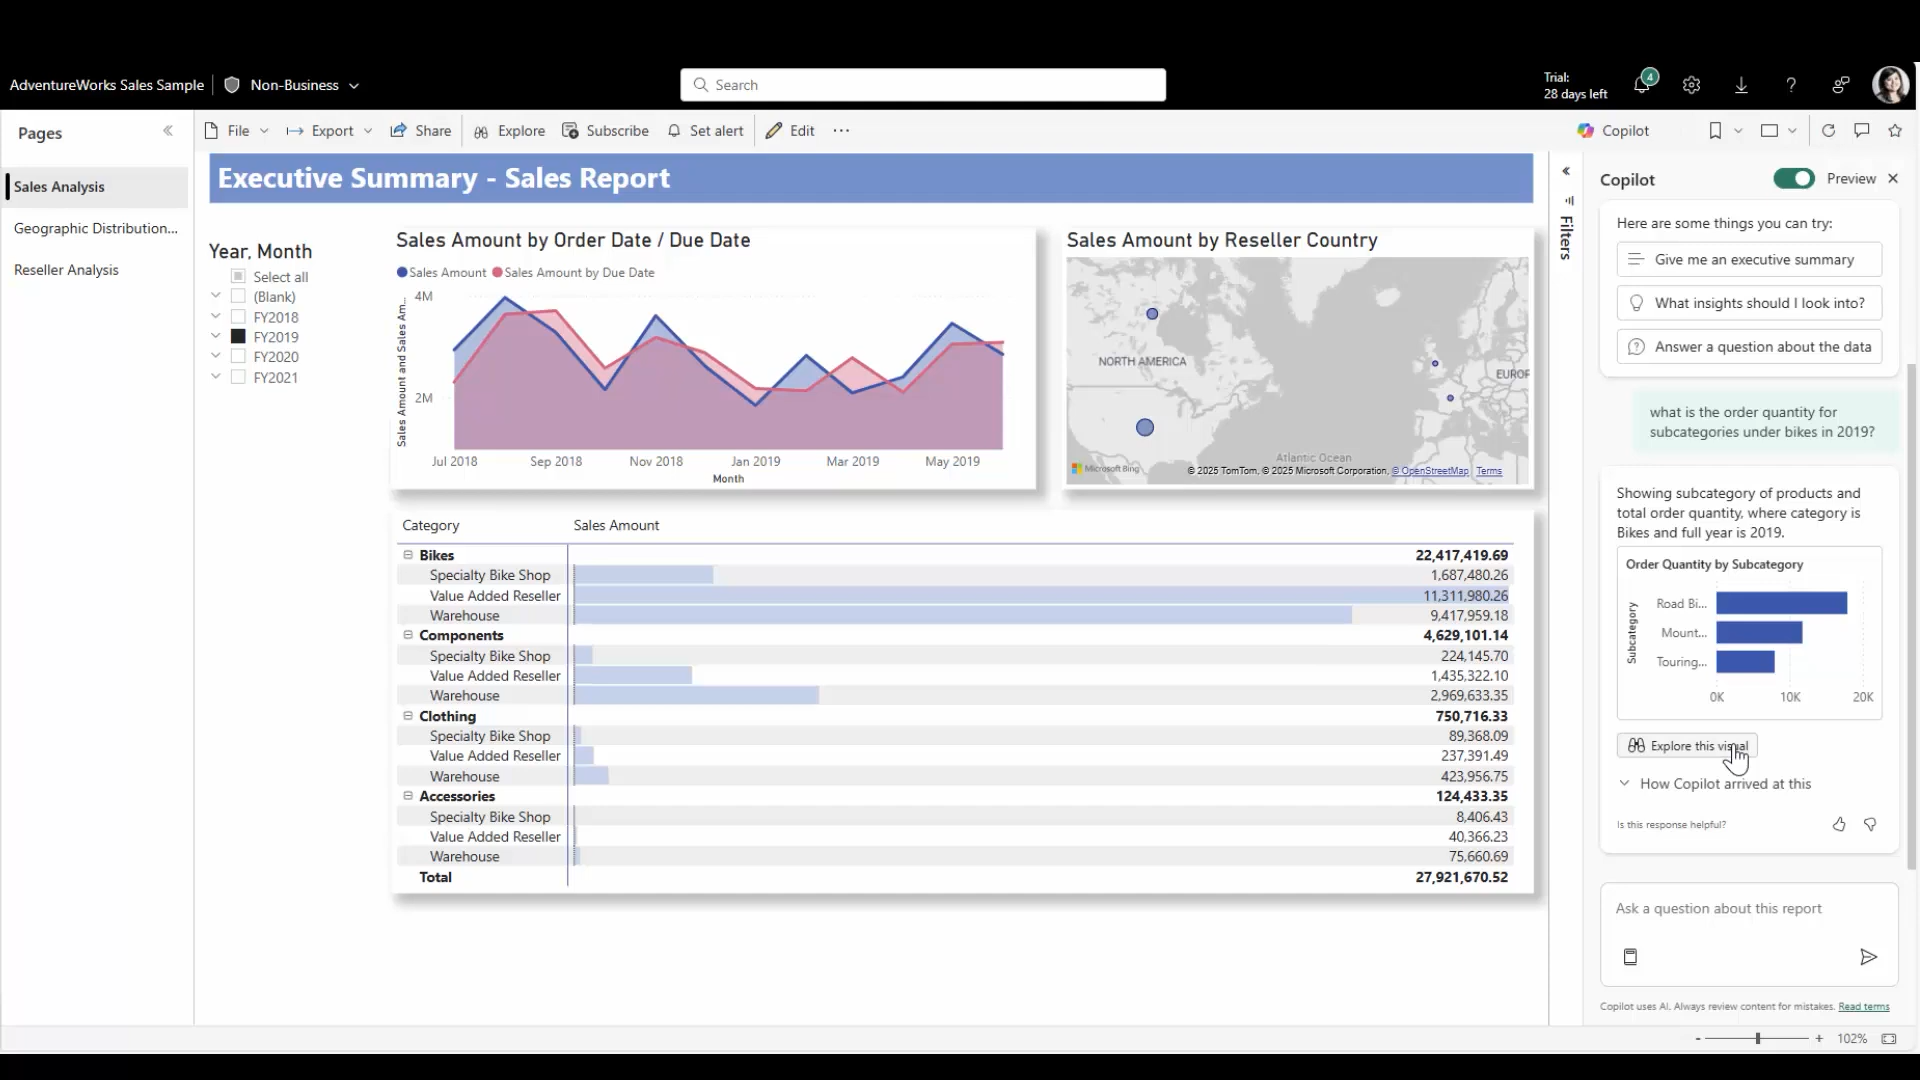 AdventureWorks Sales Sample
Non-Business
Search
Trial:
28 days left
4
Pages
Sales Analysis
Geographic Distribution...
Reseller Analysis
File
Export
Share
Explore
Subscribe
Set alert
Edit
Copilot
Executive Summary - Sales Report
Year, Month
Select all
(Blank)
FY2018
FY2019
FY2020
FY2021
Sales Amount by Order Date / Due Date
Sales Amount
Sales Amount by Due Date
Sales Amount and Sales Am...
4M
2M
Jul 2018
Sep 2018
Nov 2018
Jan 2019
Mar 2019
May 2019
Month
Sales Amount by Reseller Country
NORTH AMERICA
EUROP
Atlantic Ocean
Microsoft Bing
© 2025 TomTom, © 2025 Microsoft Corporation, © OpenStreetMap Terms
Category Sales Amount
Bikes 22,417,419.69
Specialty Bike Shop 1,687,480.26
Value Added Reseller 11,311,980.26
Warehouse 9,417,959.18
Components 4,629,101.14
Specialty Bike Shop 224,145.70
Value Added Reseller 1,435,322.10
Warehouse 2,969,633.35
Clothing 750,716.33
Specialty Bike Shop 89,368.09
Value Added Reseller 237,391.49
Warehouse 423,956.75
Accessories 124,433.35
Specialty Bike Shop 8,406.43
Value Added Reseller 40,366.23
Warehouse 75,660.69
Total 27,921,670.52
Filters
Copilot
Preview
Here are some things you can try:
Give me an executive summary
What insights should I look into?
Answer a question about the data
what is the order quantity for
subcategories under bikes in 2019?
Showing subcategory of products and
total order quantity, where category is
Bikes and full year is 2019.
Order Quantity by Subcategory
Subcategory
Road Bi...
Mount...
Touring...
0K
10K
20K
Explore this visual
How Copilot arrived at this
Is this response helpful?
Ask a question about this report
Copilot uses AI. Always review content for mistakes. Read terms
- + 102%